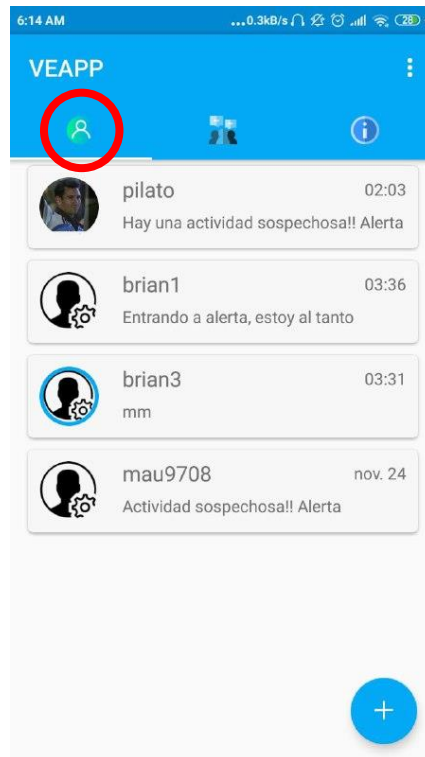 6:14 AM ...0.3kB/s 28
VEAPP
pilato 02:03
Hay una actividad sospechosa!! Alerta
brian1 03:36
Entrando a alerta, estoy al tanto
brian3 03:31
mm
mau9708 nov. 24
Actividad sospechosa!! Alerta